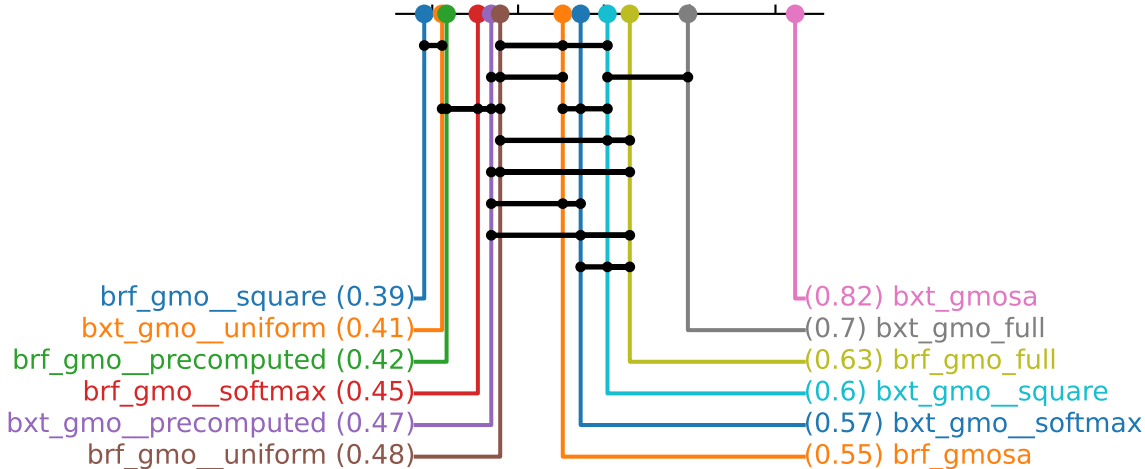 brf_gmo__square (0.39)
bxt_gmo__uniform (0.41)
brf_gmo__precomputed (0.42)
brf_gmo__softmax (0.45)
bxt_gmo__precomputed (0.47)
brf_gmo__uniform (0.48)
(0.82) bxt_gmosa
(0.7) bxt_gmo_full
(0.63) brf_gmo_full
(0.6) bxt_gmo__square
(0.57) bxt_gmo__softmax
(0.55) brf_gmosa